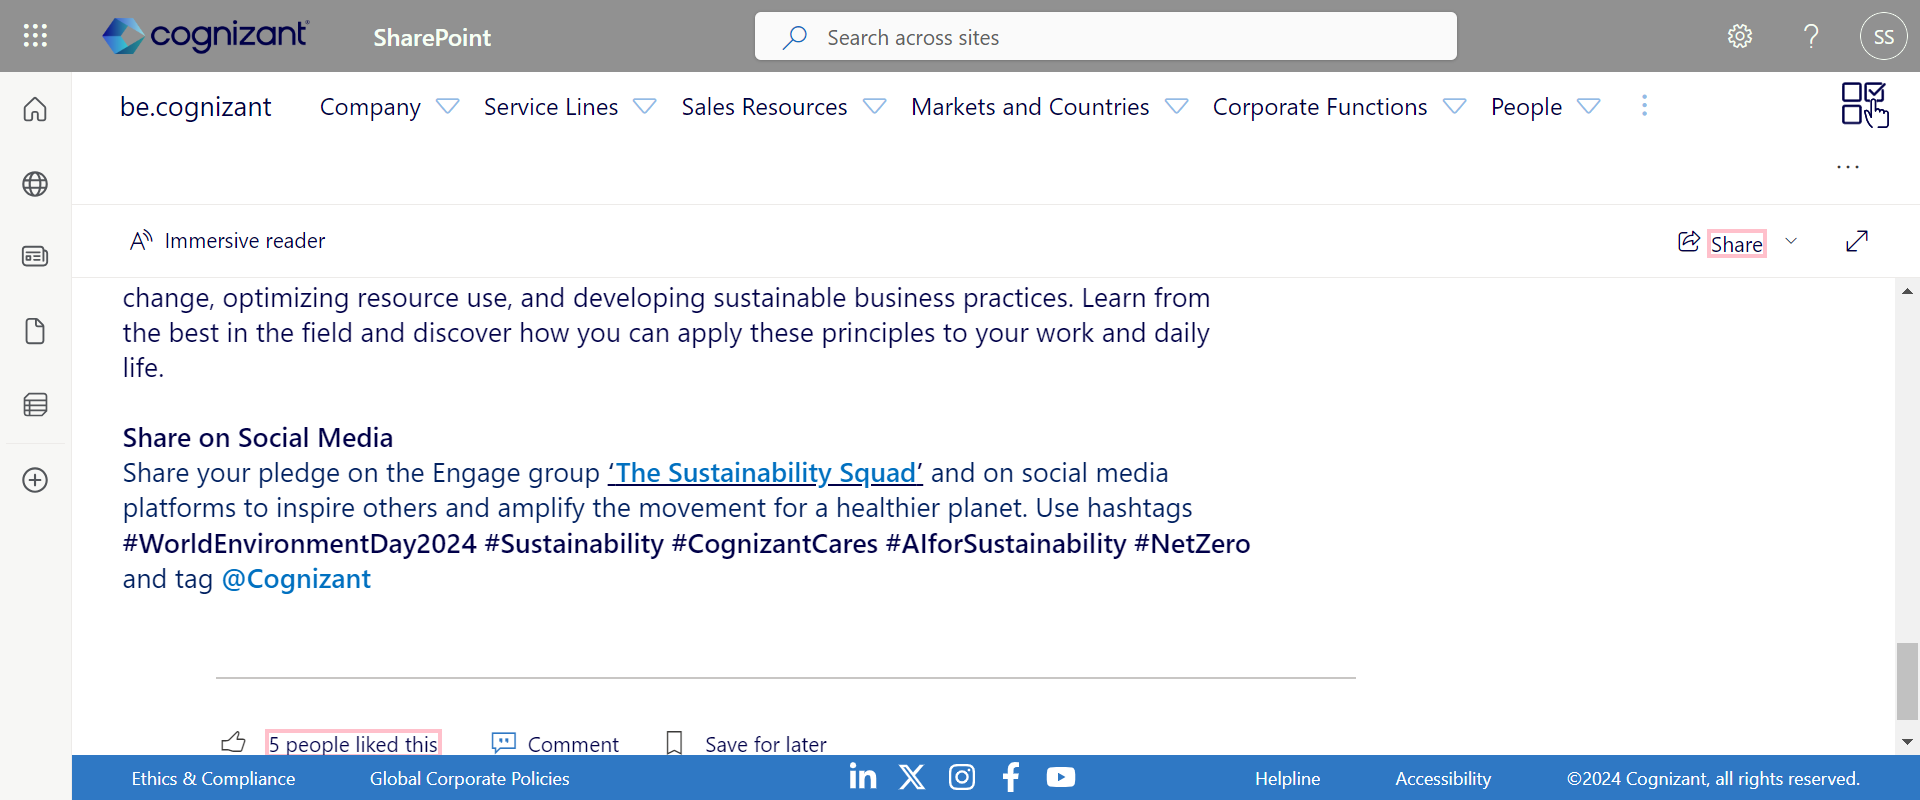 cognizant
SharePoint
Search across sites
SS
be.cognizant
Company
Service Lines
Sales Resources
Markets and Countries
Corporate Functions
People
Immersive reader
Share
change, optimizing resource use, and developing sustainable business practices. Learn from
the best in the field and discover how you can apply these principles to your work and daily
life.
Share on Social Media
Share your pledge on the Engage group ‘The Sustainability Squad’ and on social media
platforms to inspire others and amplify the movement for a healthier planet. Use hashtags
#WorldEnvironmentDay2024 #Sustainability #CognizantCares #AIforSustainability #NetZero
and tag @Cognizant
5 people liked this
Comment
Save for later
Ethics & Compliance
Global Corporate Policies
Helpline
Accessibility
©2024 Cognizant, all rights reserved.